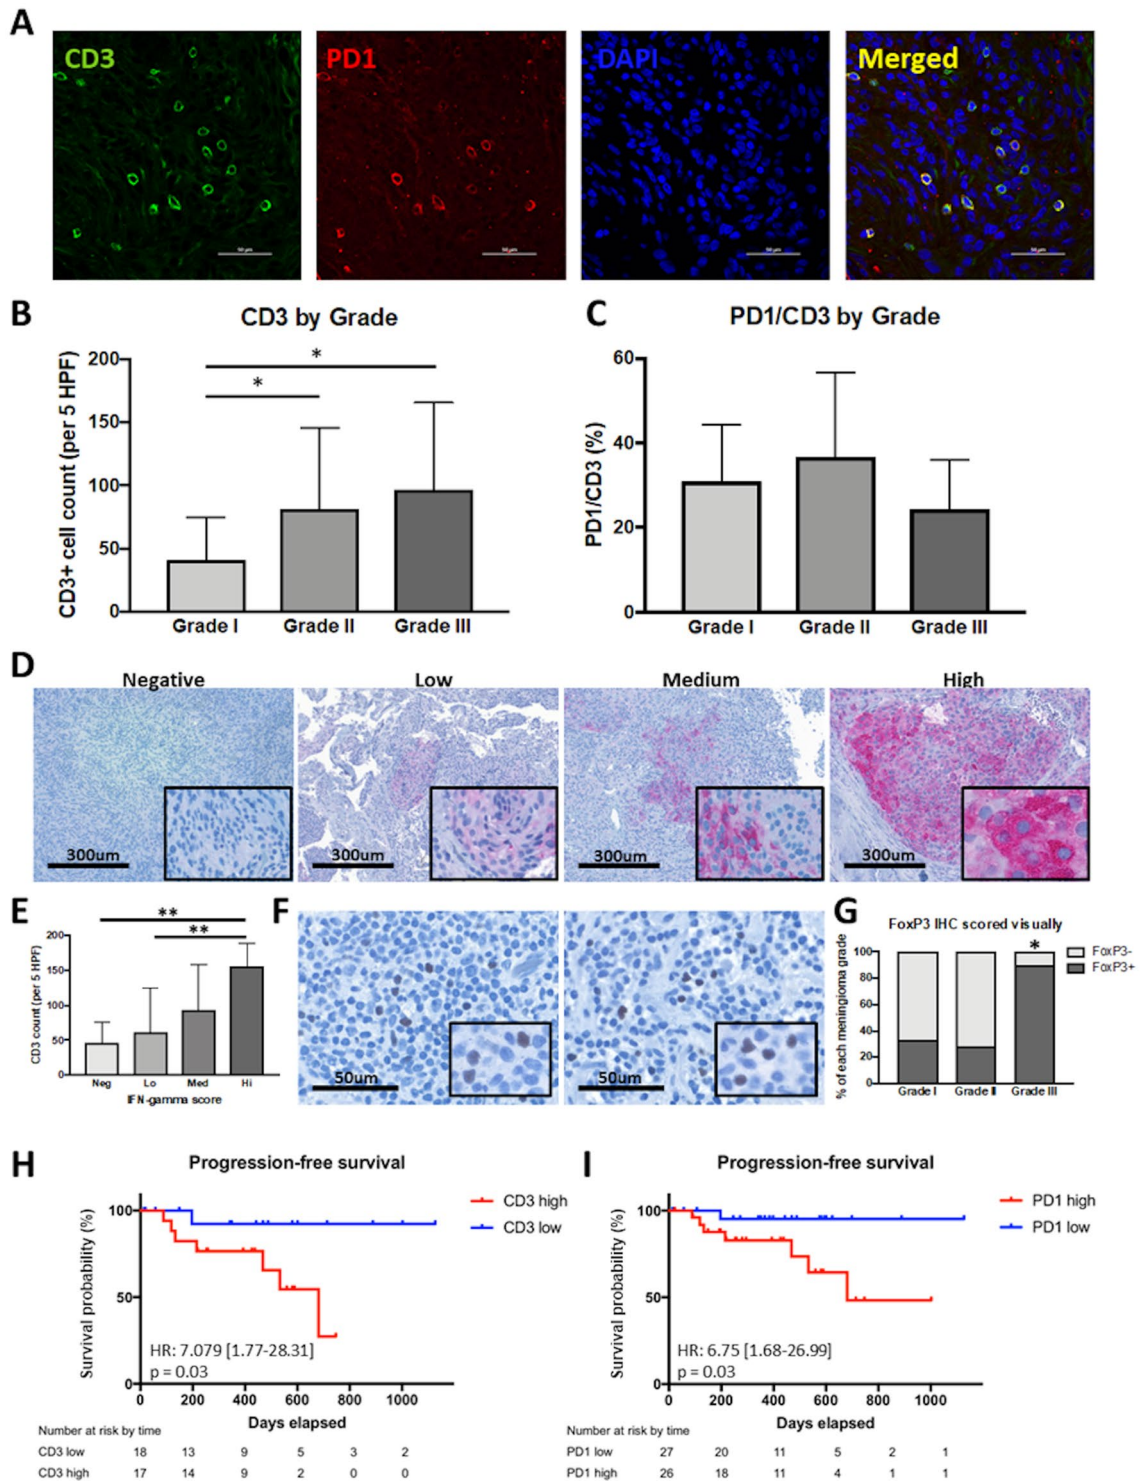 A
CD3
PD1
DAPI
Merged
50 μm
50 μm
50 μm
50 μm
B
CD3 by Grade
CD3+ cell count (per 5 HPF)
200
150
100
50
0
*
*
Grade I
Grade II
Grade III
C
PD1/CD3 by Grade
PD1/CD3 (%)
60
40
20
0
Grade I
Grade II
Grade III
D
Negative
Low
Medium
High
300um
300um
300um
300um
E
CD3 count (per 5 HPF)
200
150
100
50
0
**
**
Neg
Lo
Med
Hi
IFN-gamma score
F
50um
50um
G
FoxP3 IHC scored visually
% of each meningioma grade
100
80
60
40
20
0
*
FoxP3-
FoxP3+
Grade I
Grade II
Grade III
H
Progression-free survival
Survival probability (%)
100
50
0
CD3 high
CD3 low
HR: 7.079 [1.77-28.31]
p = 0.03
0 200 400 600 800 1000
Days elapsed
Number at risk by time
CD3 low 18 13 9 5 3 2
CD3 high 17 14 9 2 0 0
I
Progression-free survival
Survival probability (%)
100
50
0
PD1 high
PD1 low
HR: 6.75 [1.68-26.99]
p = 0.03
0 200 400 600 800 1000
Days elapsed
Number at risk by time
PD1 low 27 20 11 5 2 1
PD1 high 26 18 11 4 1 1